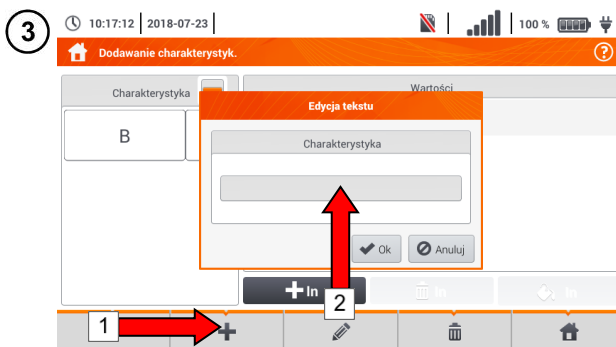 3
10:17:12 2018-07-23 100 %
Dodawanie charakterystyk. ?
Charakterystyka Wartości
Edycja tekstu
Charakterystyka
B
Ok Anuluj
In In In
2
1